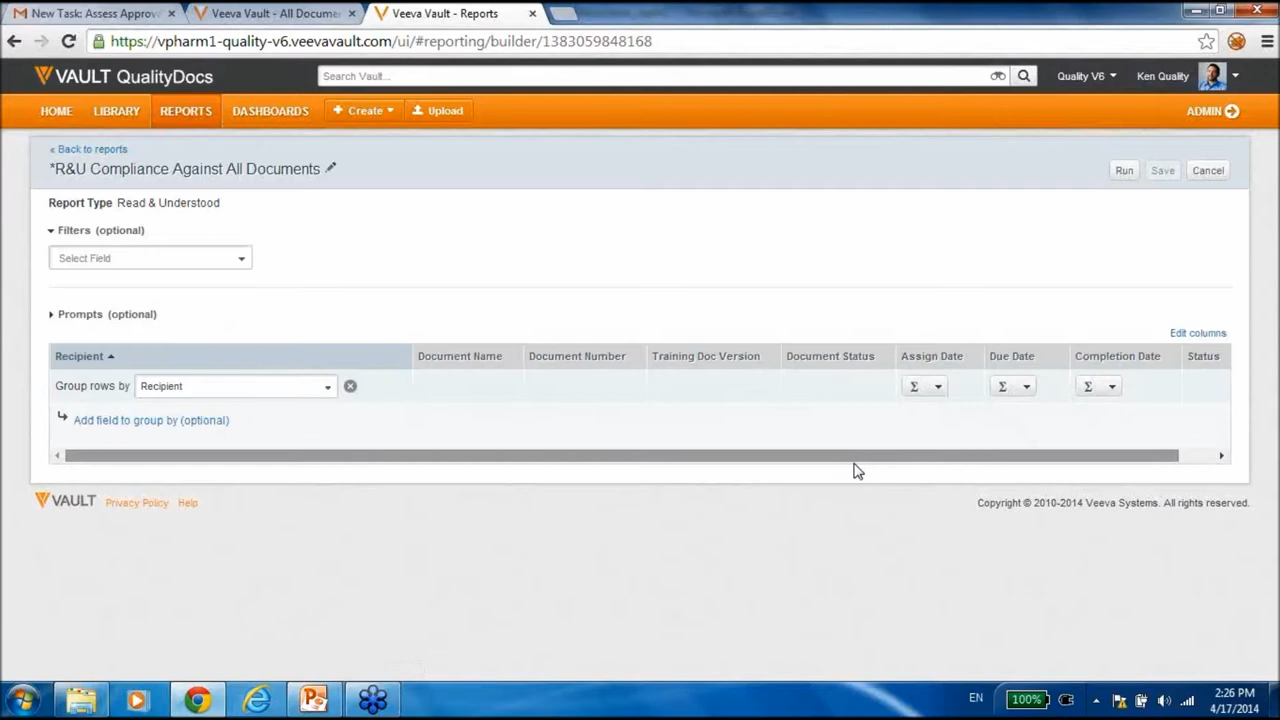 New Task: Assess Approv
Veeva Vault - All Docume
Veeva Vault - Reports
https://vpharm1-quality-v6.veevavault.com/ui/#reporting/builder/1383059848168
VAULT QualityDocs
Search Vault...
Quality V6
Ken Quality
HOME
LIBRARY
REPORTS
DASHBOARDS
+ Create
Upload
ADMIN
« Back to reports
*R&U Compliance Against All Documents
Run
Save
Cancel
Report Type Read & Understood
Filters (optional)
Select Field
Prompts (optional)
Edit columns
Recipient
Document Name
Document Number
Training Doc Version
Document Status
Assign Date
Due Date
Completion Date
Status
Group rows by
Recipient
Σ
Σ
Σ
Add field to group by (optional)
VAULT
Privacy Policy
Help
Copyright © 2010-2014 Veeva Systems. All rights reserved.
EN
100%
2:26 PM
4/17/2014